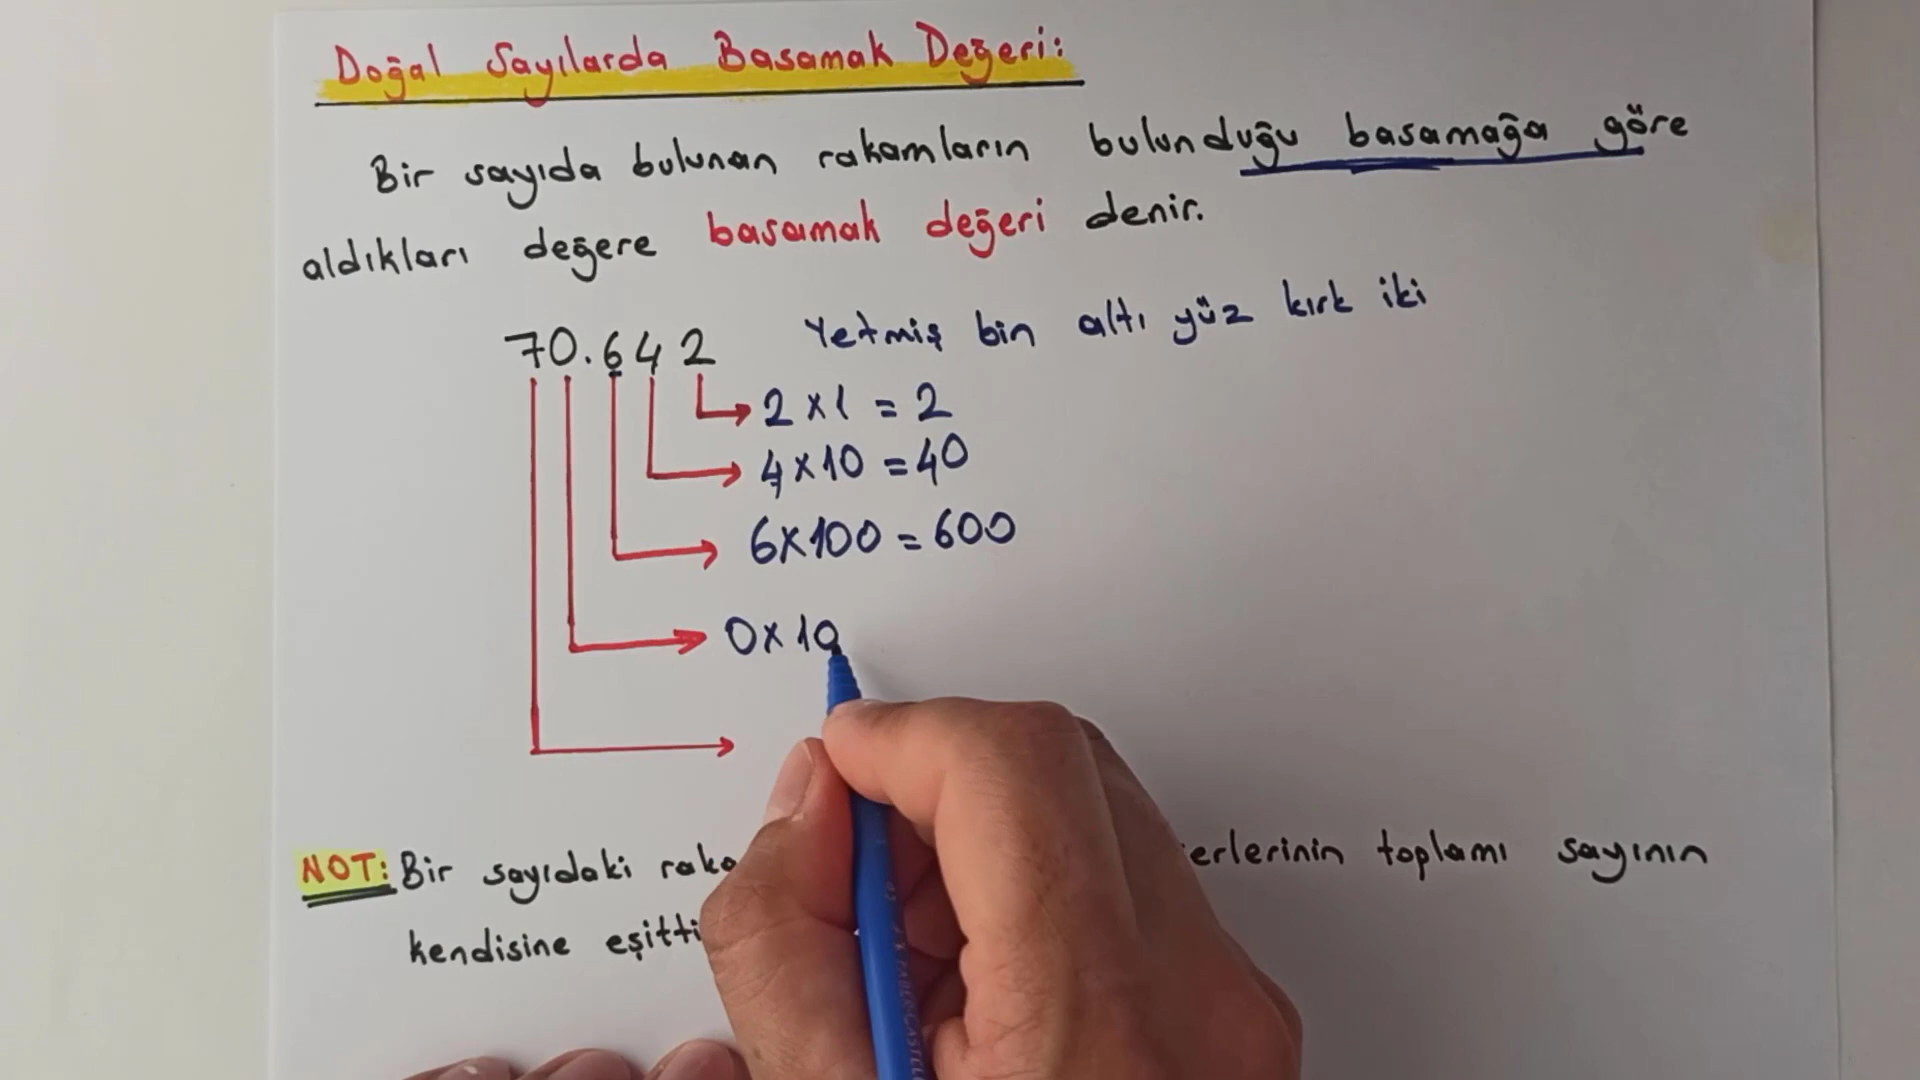 Doğal Sayılarda Basamak Değeri:
Bir sayıda bulunan rakamların bulunduğu basamağa göre
aldıkları değere basamak değeri denir.
70.642 Yetmiş bin altı yüz kırk iki
2x1 = 2
4x10 = 40
6x100 = 600
0x10
NOT: Bir sayıdaki toplamı sayının
kendisine